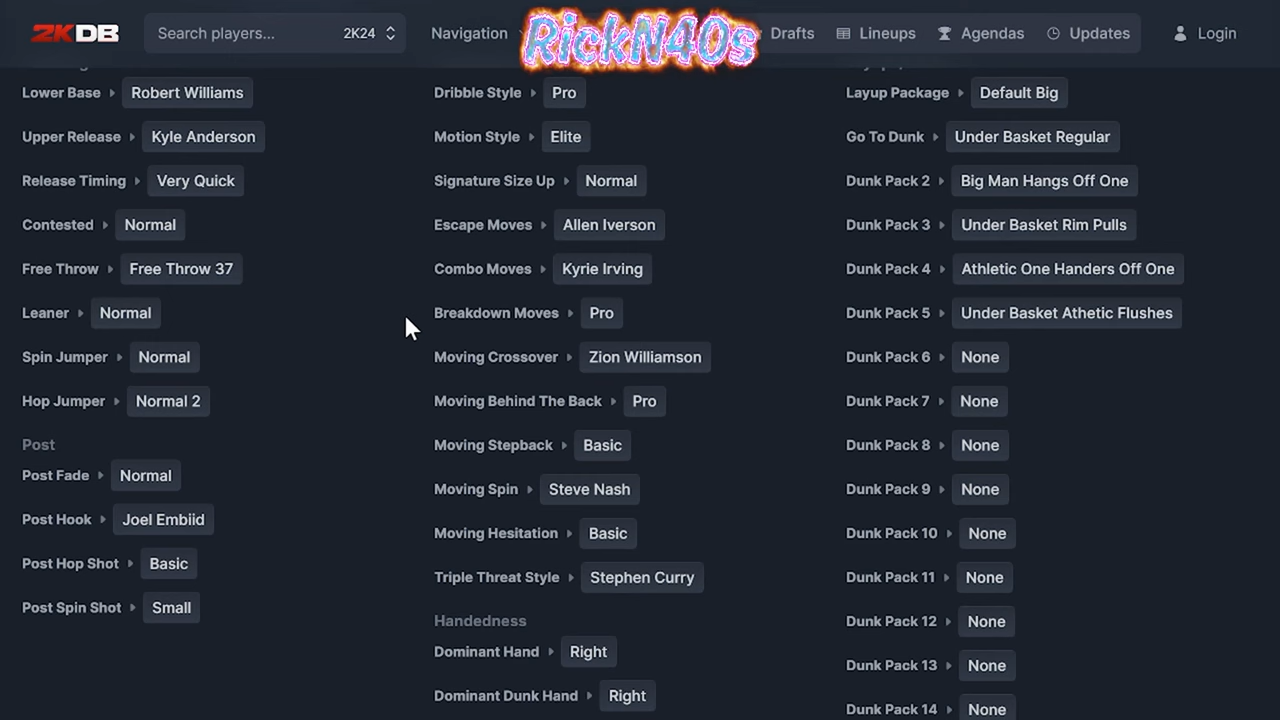 2KDB Search players... 2K24 Navigation RickN40s Drafts Lineups Agendas Updates Login
Lower Base Robert Williams
Upper Release Kyle Anderson
Release Timing Very Quick
Contested Normal
Free Throw Free Throw 37
Leaner Normal
Spin Jumper Normal
Hop Jumper Normal 2
Post
Post Fade Normal
Post Hook Joel Embiid
Post Hop Shot Basic
Post Spin Shot Small
Dribble Style Pro
Motion Style Elite
Signature Size Up Normal
Escape Moves Allen Iverson
Combo Moves Kyrie Irving
Breakdown Moves Pro
Moving Crossover Zion Williamson
Moving Behind The Back Pro
Moving Stepback Basic
Moving Spin Steve Nash
Moving Hesitation Basic
Triple Threat Style Stephen Curry
Handedness
Dominant Hand Right
Dominant Dunk Hand Right
Layup Package Default Big
Go To Dunk Under Basket Regular
Dunk Pack 2 Big Man Hangs Off One
Dunk Pack 3 Under Basket Rim Pulls
Dunk Pack 4 Athletic One Handers Off One
Dunk Pack 5 Under Basket Athetic Flushes
Dunk Pack 6 None
Dunk Pack 7 None
Dunk Pack 8 None
Dunk Pack 9 None
Dunk Pack 10 None
Dunk Pack 11 None
Dunk Pack 12 None
Dunk Pack 13 None
Dunk Pack 14 None